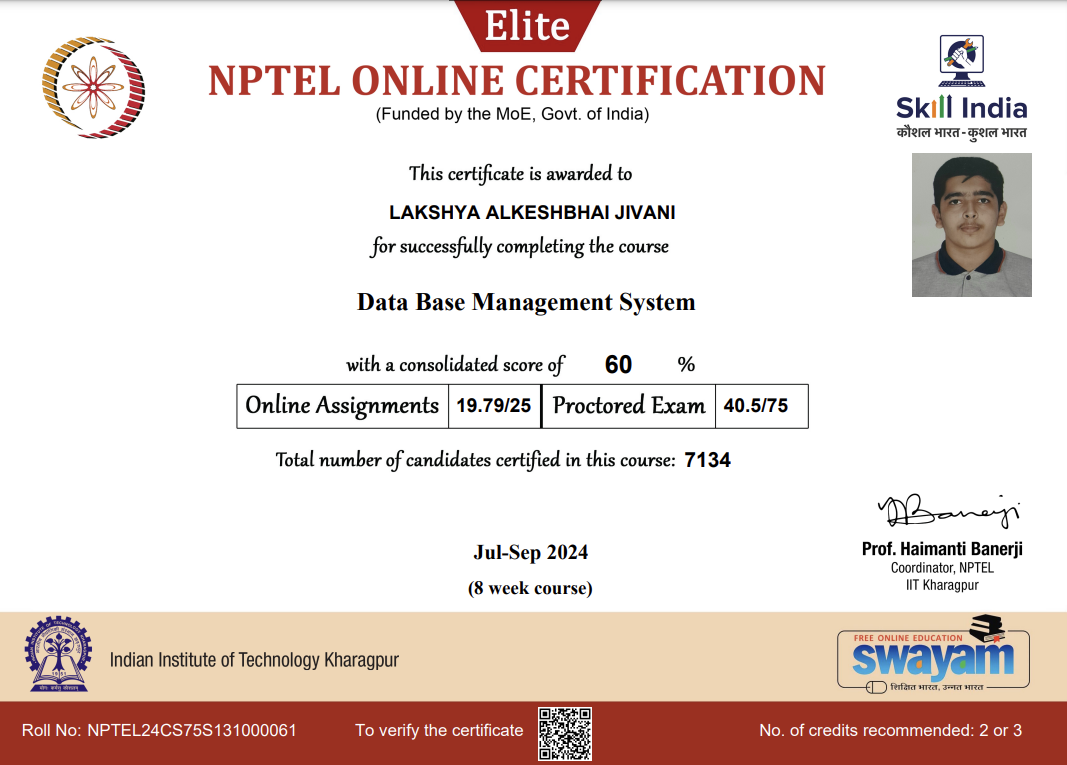 Elite
NPTEL ONLINE CERTIFICATION
(Funded by the MoE, Govt. of India)
Skill India
कौशल भारत - कुशल भारत
This certificate is awarded to
LAKSHYA ALKESHBHAI JIVANI
for successfully completing the course
Data Base Management System
with a consolidated score of 60 %
Online Assignments 19.79/25 Proctored Exam 40.5/75
Total number of candidates certified in this course: 7134
Prof. Haimanti Banerji
Coordinator, NPTEL
IIT Kharagpur
Jul-Sep 2024
(8 week course)
Indian Institute of Technology Kharagpur
FREE ONLINE EDUCATION
swayam
शिक्षित भारत, उन्नत भारत
Roll No: NPTEL24CS75S131000061
To verify the certificate
No. of credits recommended: 2 or 3